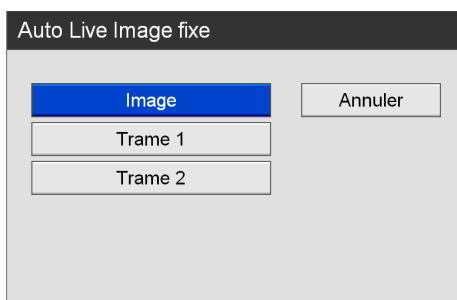 Auto Live Image fixe
Image
Annuler
Trame 1
Trame 2